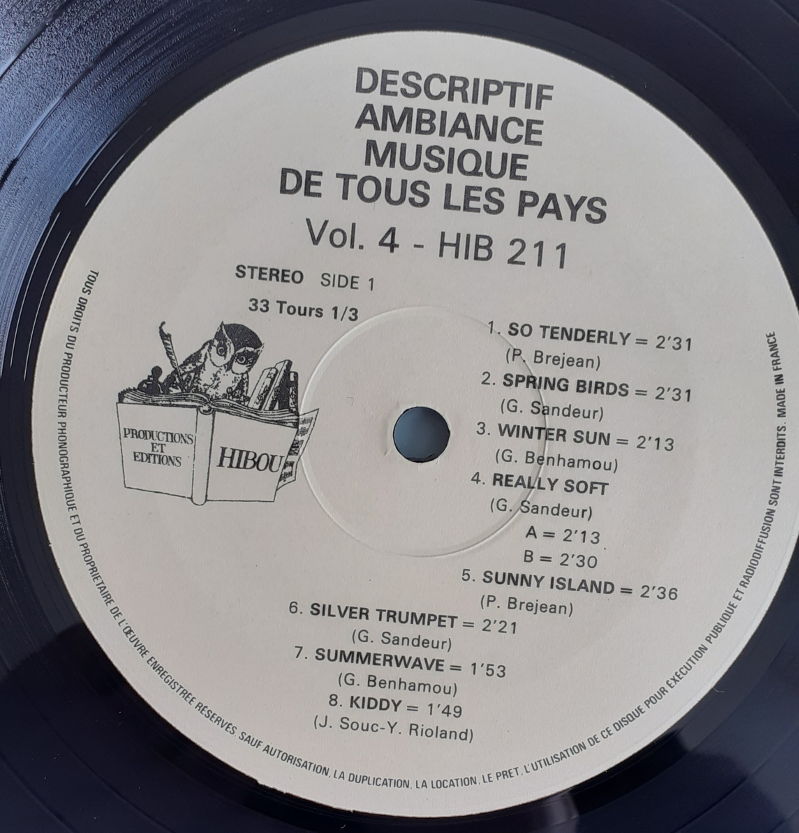 DESCRIPTIF
AMBIANCE
MUSIQUE
DE TOUS LES PAYS
Vol. 4 - HIB 211
STEREO SIDE 1
33 Tours 1/3
PRODUCTIONS
ET
EDITIONS
HIBOU
1. SO TENDERLY = 2'31
(P. Brejean)
2. SPRING BIRDS = 2'31
(G. Sandeur)
3. WINTER SUN = 2'13
(G. Benhamou)
4. REALLY SOFT
(G. Sandeur)
A = 2'13
B = 2'30
5. SUNNY ISLAND = 2'36
(P. Brejean)
6. SILVER TRUMPET = 2'21
(G. Sandeur)
7. SUMMERWAVE = 1'53
(G. Benhamou)
8. KIDDY = 1'49
(J. Souc-Y. Rioland)
TOUS DROITS DU PRODUCTEUR PHONOGRAPHIQUE ET DU PROPRIETAIRE DE L'ŒUVRE ENREGISTREE RESERVES. SAUF AUTORISATION, LA DUPLICATION, LA LOCATION, LE PRET, L'UTILISATION DE CE DISQUE POUR EXECUTION PUBLIQUE ET RADIODIFFUSION SONT INTERDITS. MADE IN FRANCE